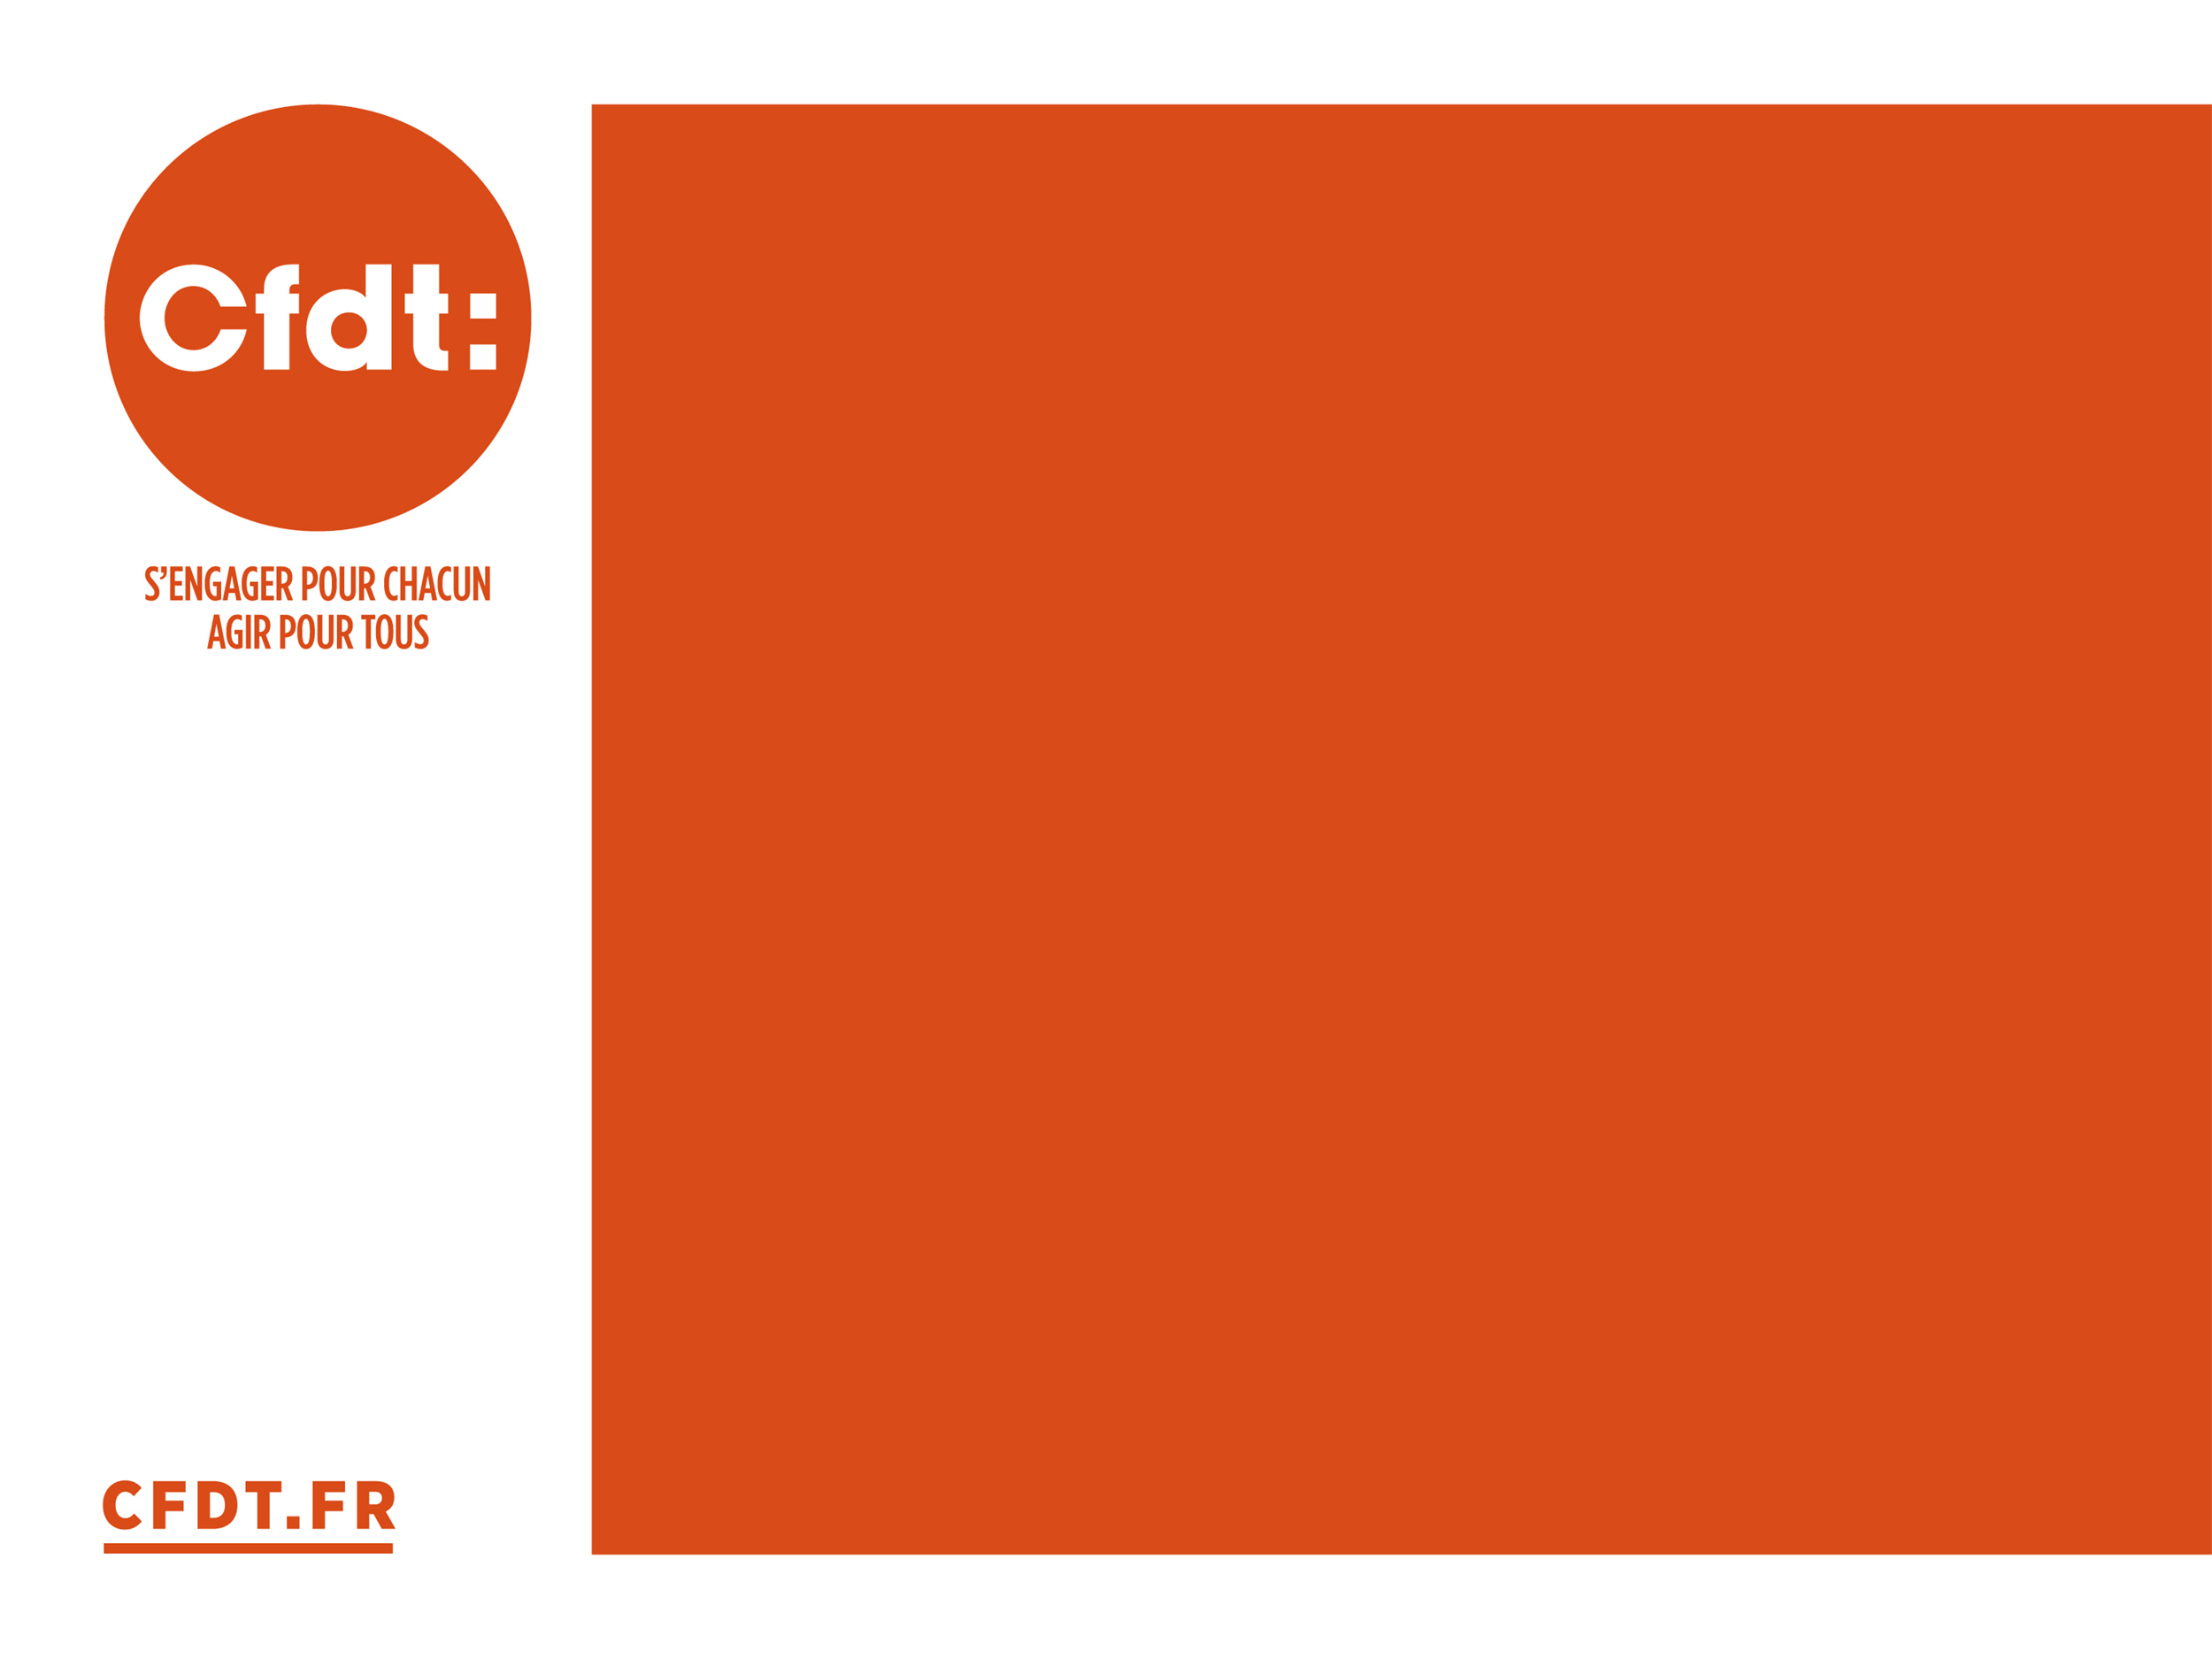 Cfdt:
S’ENGAGER POUR CHACUN
AGIR POUR TOUS
CFDT.FR